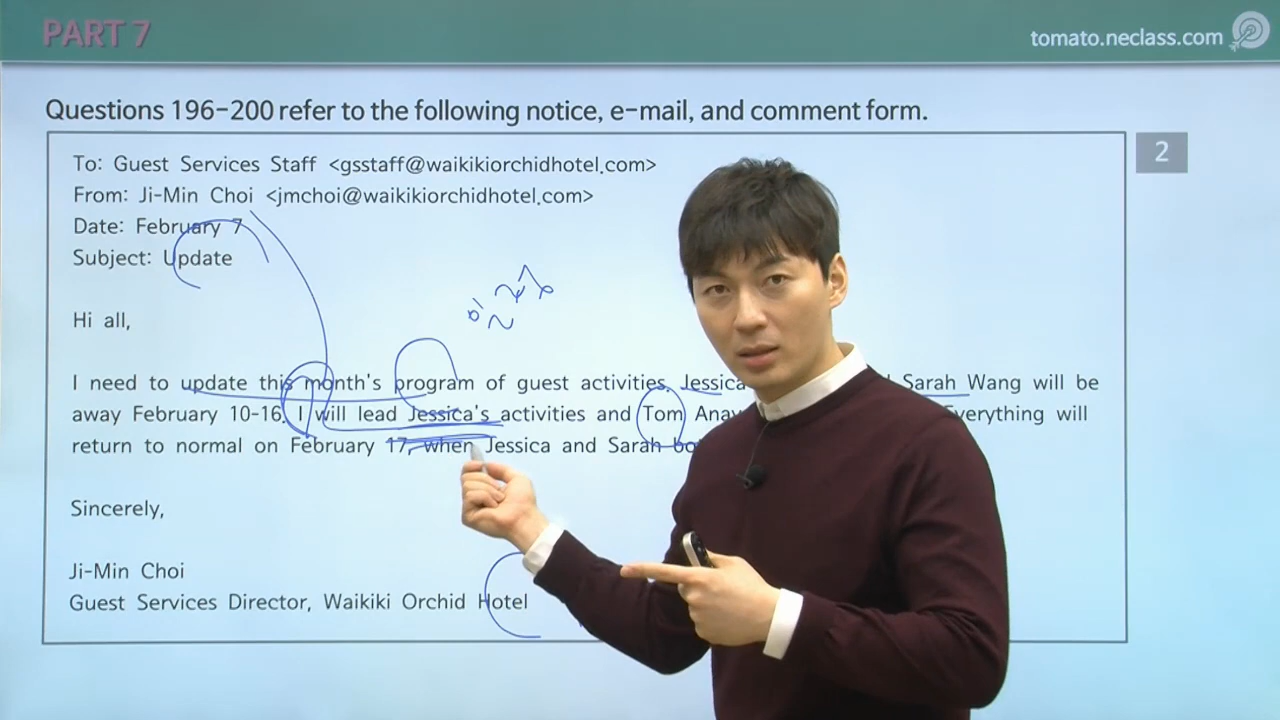 PART 7
tomato.neclass.com
Questions 196-200 refer to the following notice, e-mail, and comment form.
2
To: Guest Services Staff <gsstaff@waikikiorchidhotel.com>
From: Ji-Min Choi <jmchoi@waikikiorchidhotel.com>
Date: February 7
Subject: Update
Hi all,
I need to update this month's program of guest activities. Jessica Sarah Wang will be
away February 10-16. I will lead Jessica's activities and Tom Everything will
return to normal on February 17, when Jessica and Sarah
Sincerely,
Ji-Min Choi
Guest Services Director, Waikiki Orchid Hotel